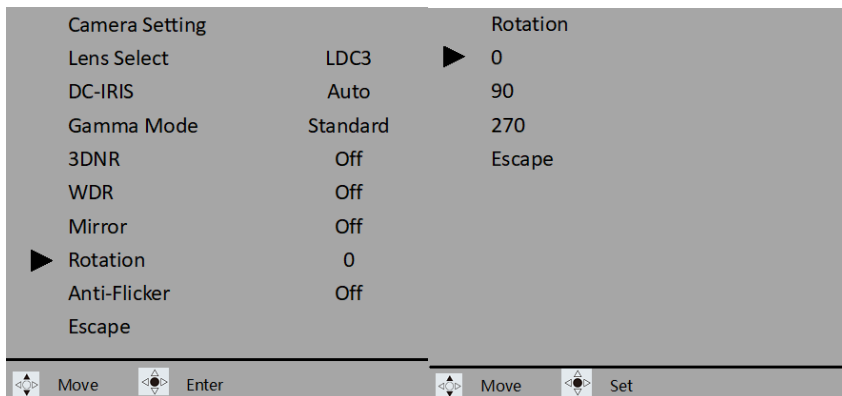 Camera Setting
Lens Select LDC3
DC-IRIS Auto
Gamma Mode Standard
3DNR Off
WDR Off
Mirror Off
Rotation 0
Anti-Flicker Off
Escape
Move Enter
Rotation
0
90
270
Escape
Move Set